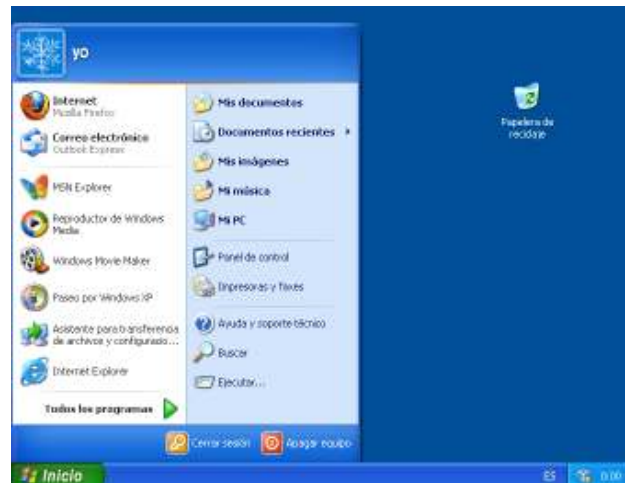 yo
Internet
Mozilla Firefox
Correo electrónico
Outlook Express
MSN Explorer
Reproductor de Windows
Media
Windows Movie Maker
Paseo por Windows XP
Asistente para transferencia
de archivos y configuracio...
Internet Explorer
Todos los programas
Mis documentos
Documentos recientes
Mis imágenes
Mi música
Mi PC
Panel de control
Impresoras y faxes
Ayuda y soporte técnico
Buscar
Ejecutar...
Cerrar sesión
Apagar equipo
Papelera de
reciclaje
Inicio
ES
0:00